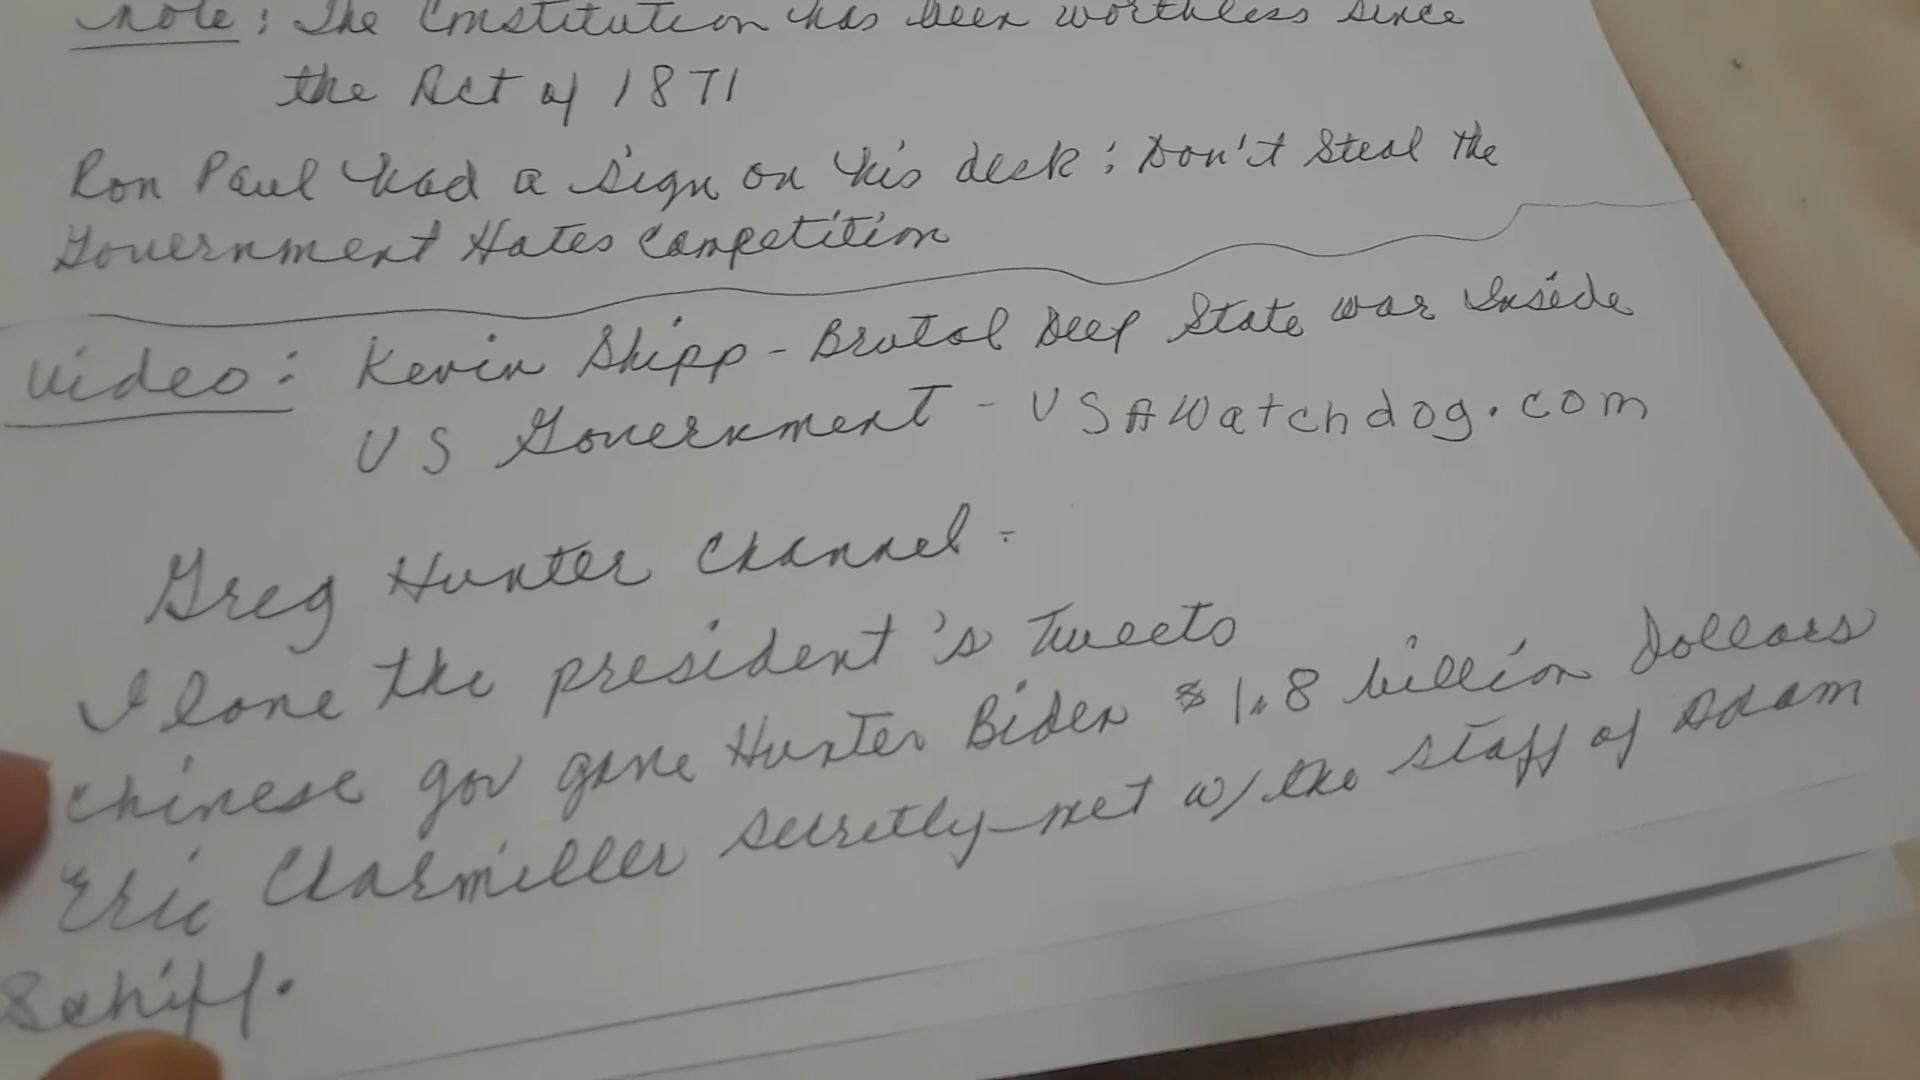 note: The Constitution has been worthless since
the Act of 1871
Ron Paul had a sign on his desk: Don't Steal the
Government Hates Competition
Video: Kevin Shipp - Brutal Deep State war Inside
US Government - USAWatchdog.com
Greg Hunter Channel -
I love the president's Tweets
Chinese gov gave Hunter Biden $1.8 billion Dollars
Eric Ciarmiller secretly met w/ the staff of Adam
Schiff.